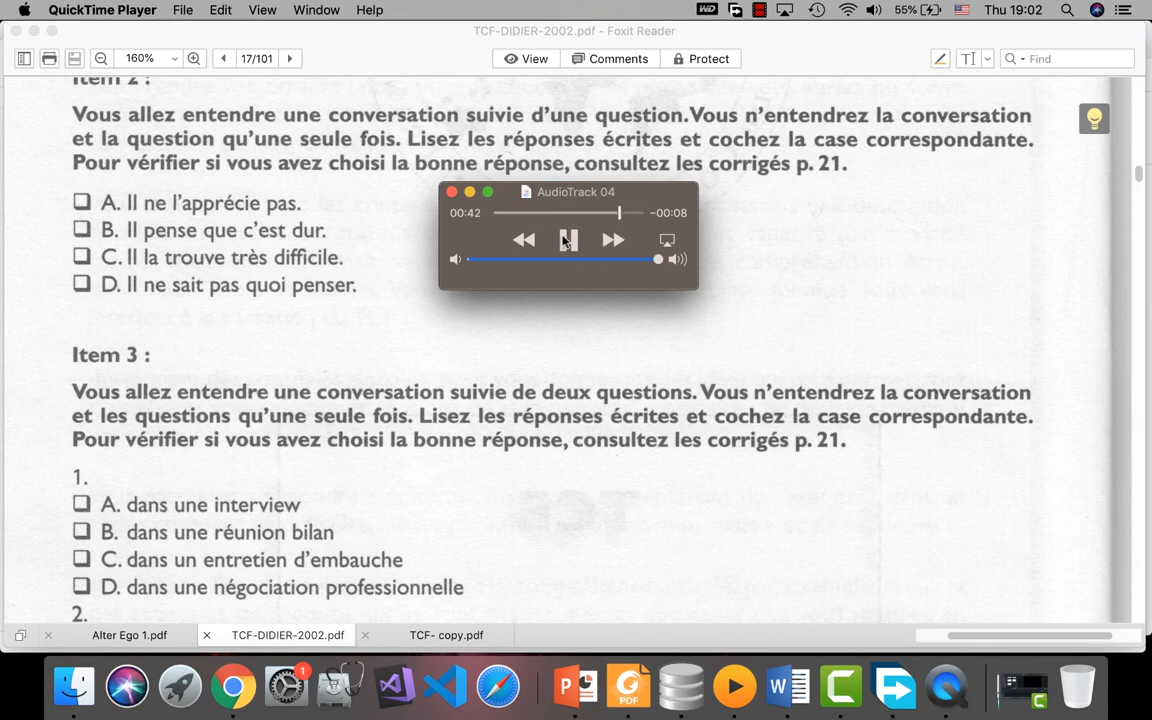 QuickTime Player File Edit View Window Help 55% Thu 19:02
TCF-DIDIER-2002.pdf - Foxit Reader
160% 17/101 View Comments Protect Find
Item 2 :
Vous allez entendre une conversation suivie d'une question. Vous n'entendrez la conversation
et la question qu'une seule fois. Lisez les réponses écrites et cochez la case correspondante.
Pour vérifier si vous avez choisi la bonne réponse, consultez les corrigés p. 21.
AudioTrack 04
00:42 -00:08
A. Il ne l'apprécie pas.
B. Il pense que c'est dur.
C. Il la trouve très difficile.
D. Il ne sait pas quoi penser.
Item 3 :
Vous allez entendre une conversation suivie de deux questions. Vous n'entendrez la conversation
et les questions qu'une seule fois. Lisez les réponses écrites et cochez la case correspondante.
Pour vérifier si vous avez choisi la bonne réponse, consultez les corrigés p. 21.
1.
A. dans une interview
B. dans une réunion bilan
C. dans un entretien d'embauche
D. dans une négociation professionnelle
2.
Alter Ego 1.pdf TCF-DIDIER-2002.pdf TCF- copy.pdf
1
P
PDF
W
C